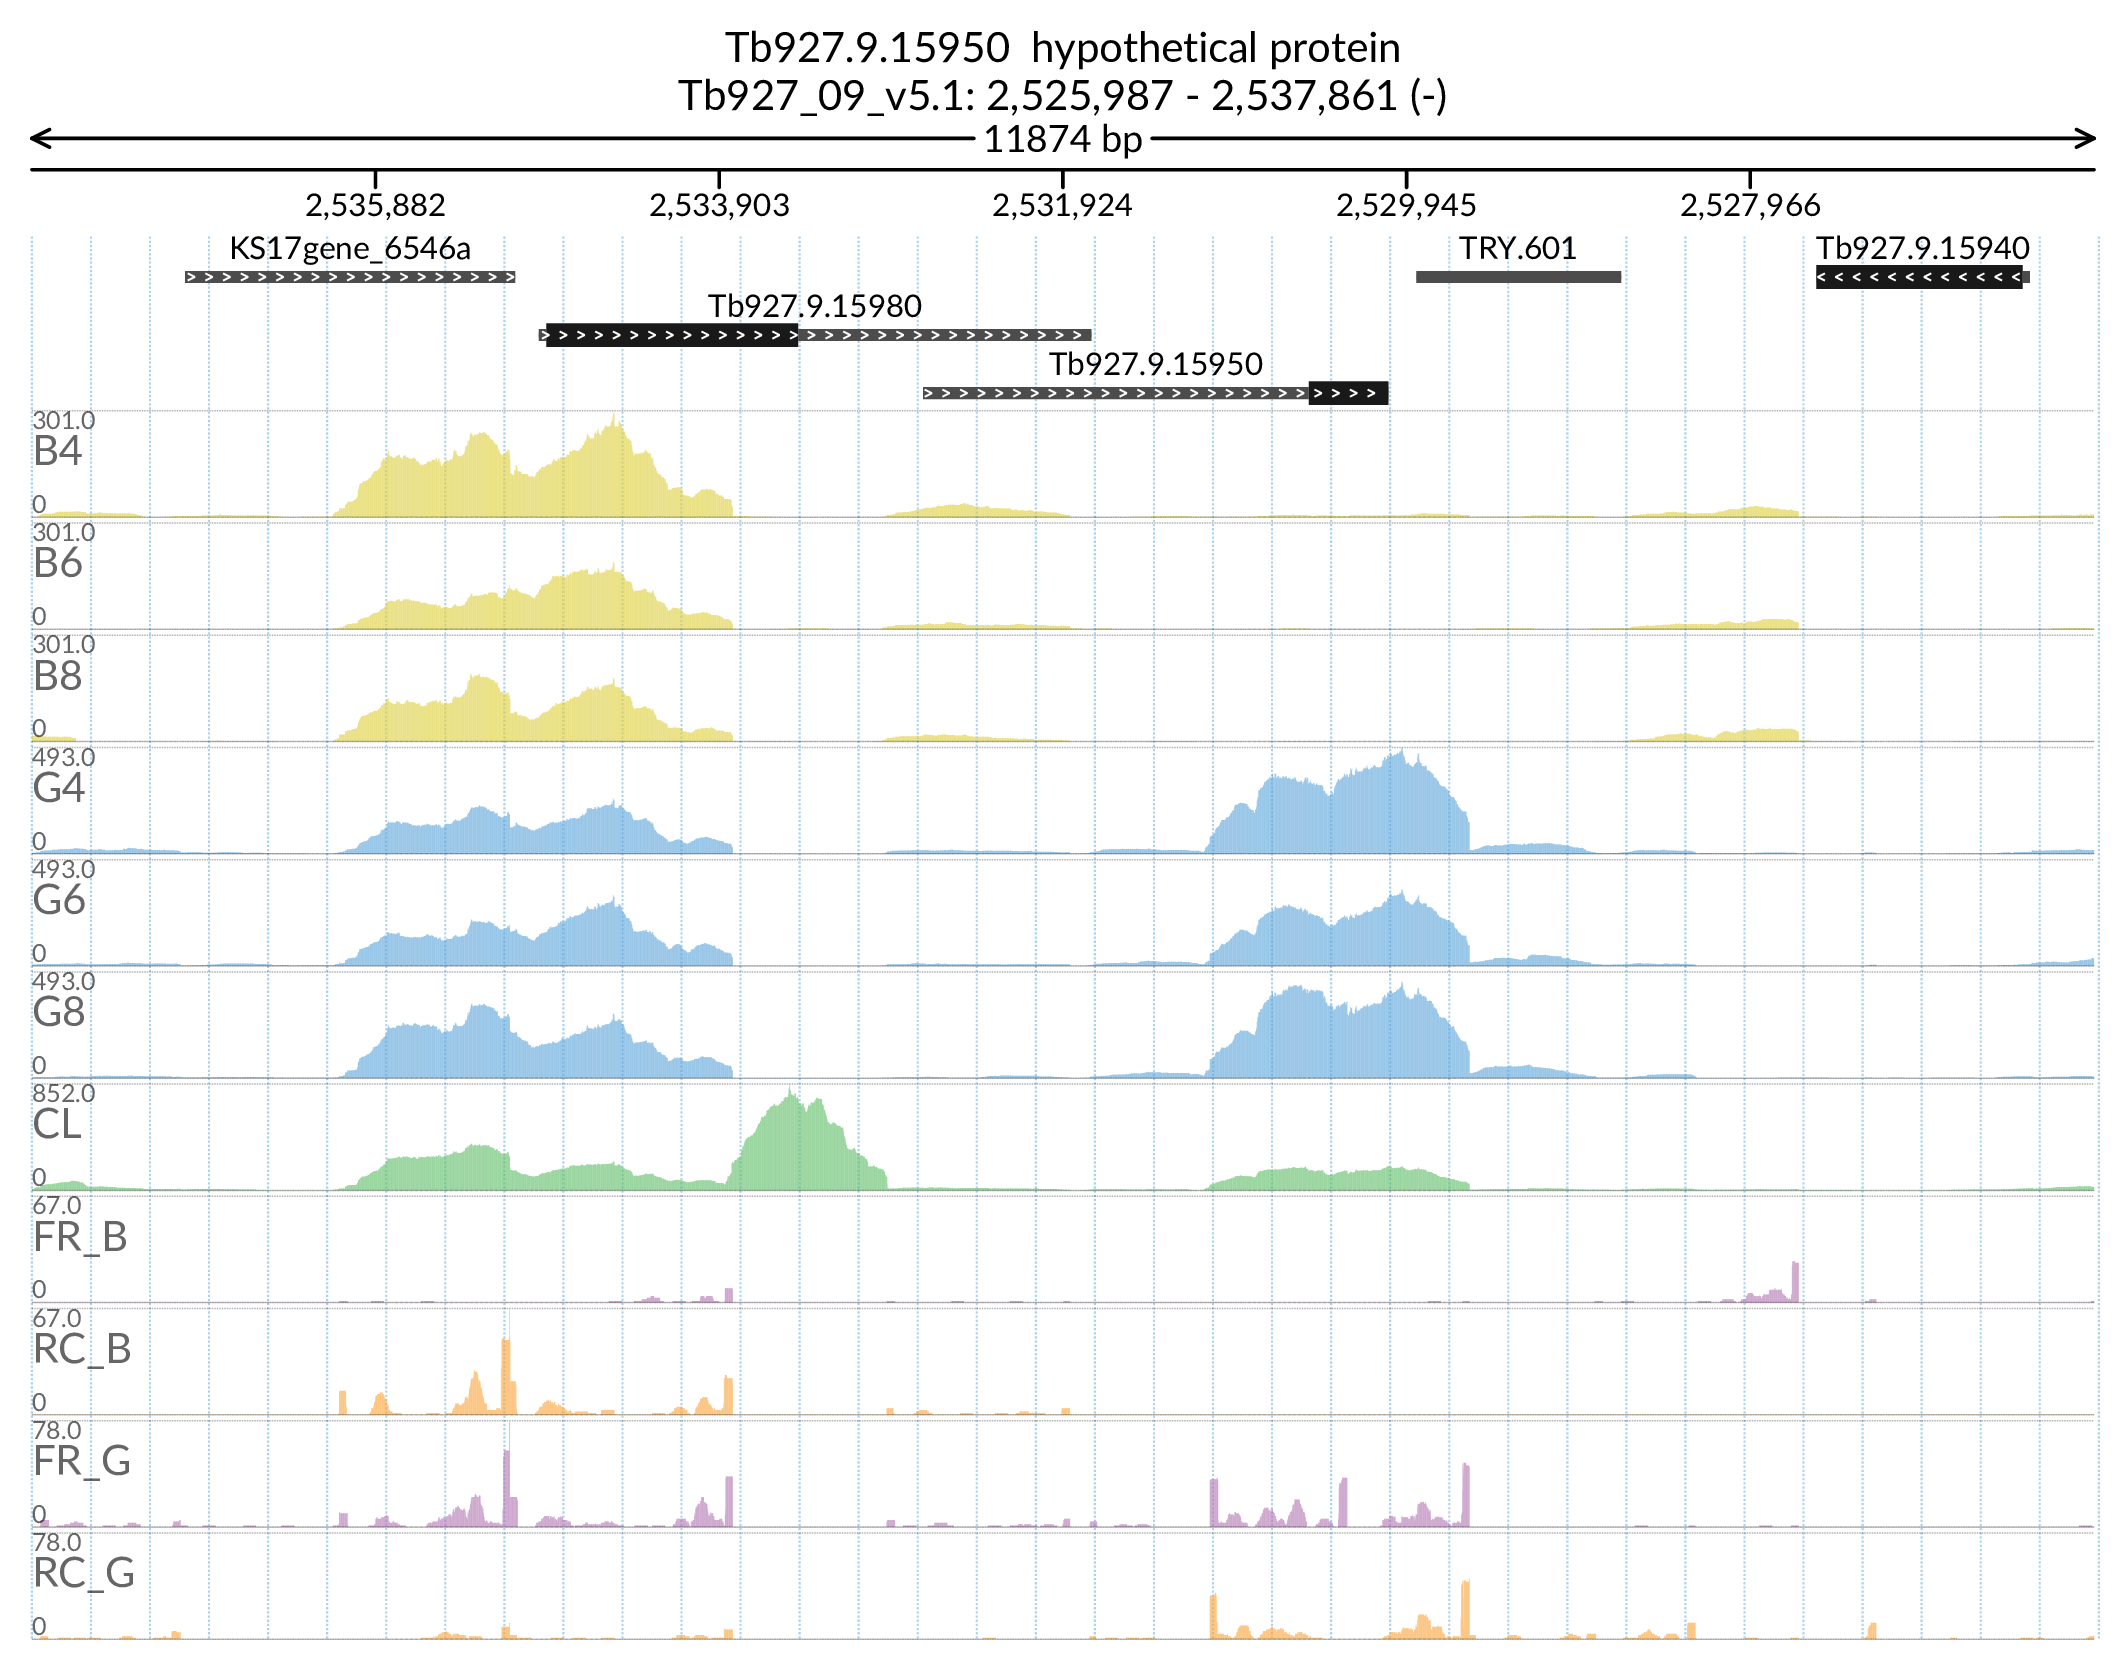 Tb927.9.15950  hypothetical protein
Tb927_09_v5.1: 2,525,987 - 2,537,861 (-)
11874 bp
2,535,882 2,533,903 2,531,924 2,529,945 2,527,966
KS17gene_6546a TRY.601 Tb927.9.15940
Tb927.9.15980
Tb927.9.15950
301.0
B4
0
301.0
B6
0
301.0
B8
0
493.0
G4
0
493.0
G6
0
493.0
G8
0
852.0
CL
0
67.0
FR_B
0
67.0
RC_B
0
78.0
FR_G
0
78.0
RC_G
0